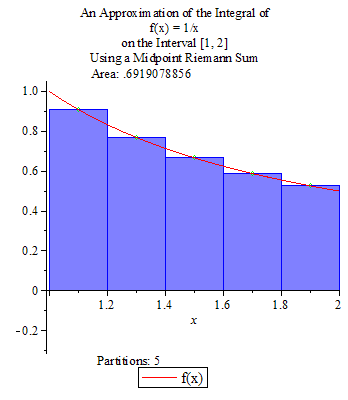 An Approximation of the Integral of
f(x) = 1/x
on the Interval [1, 2]
Using a Midpoint Riemann Sum
Area: .6919078856
1.0
0.8
0.6
0.4
0.2
0
-0.2
1.2 1.4 1.6 1.8 2
x
Partitions: 5
f(x)